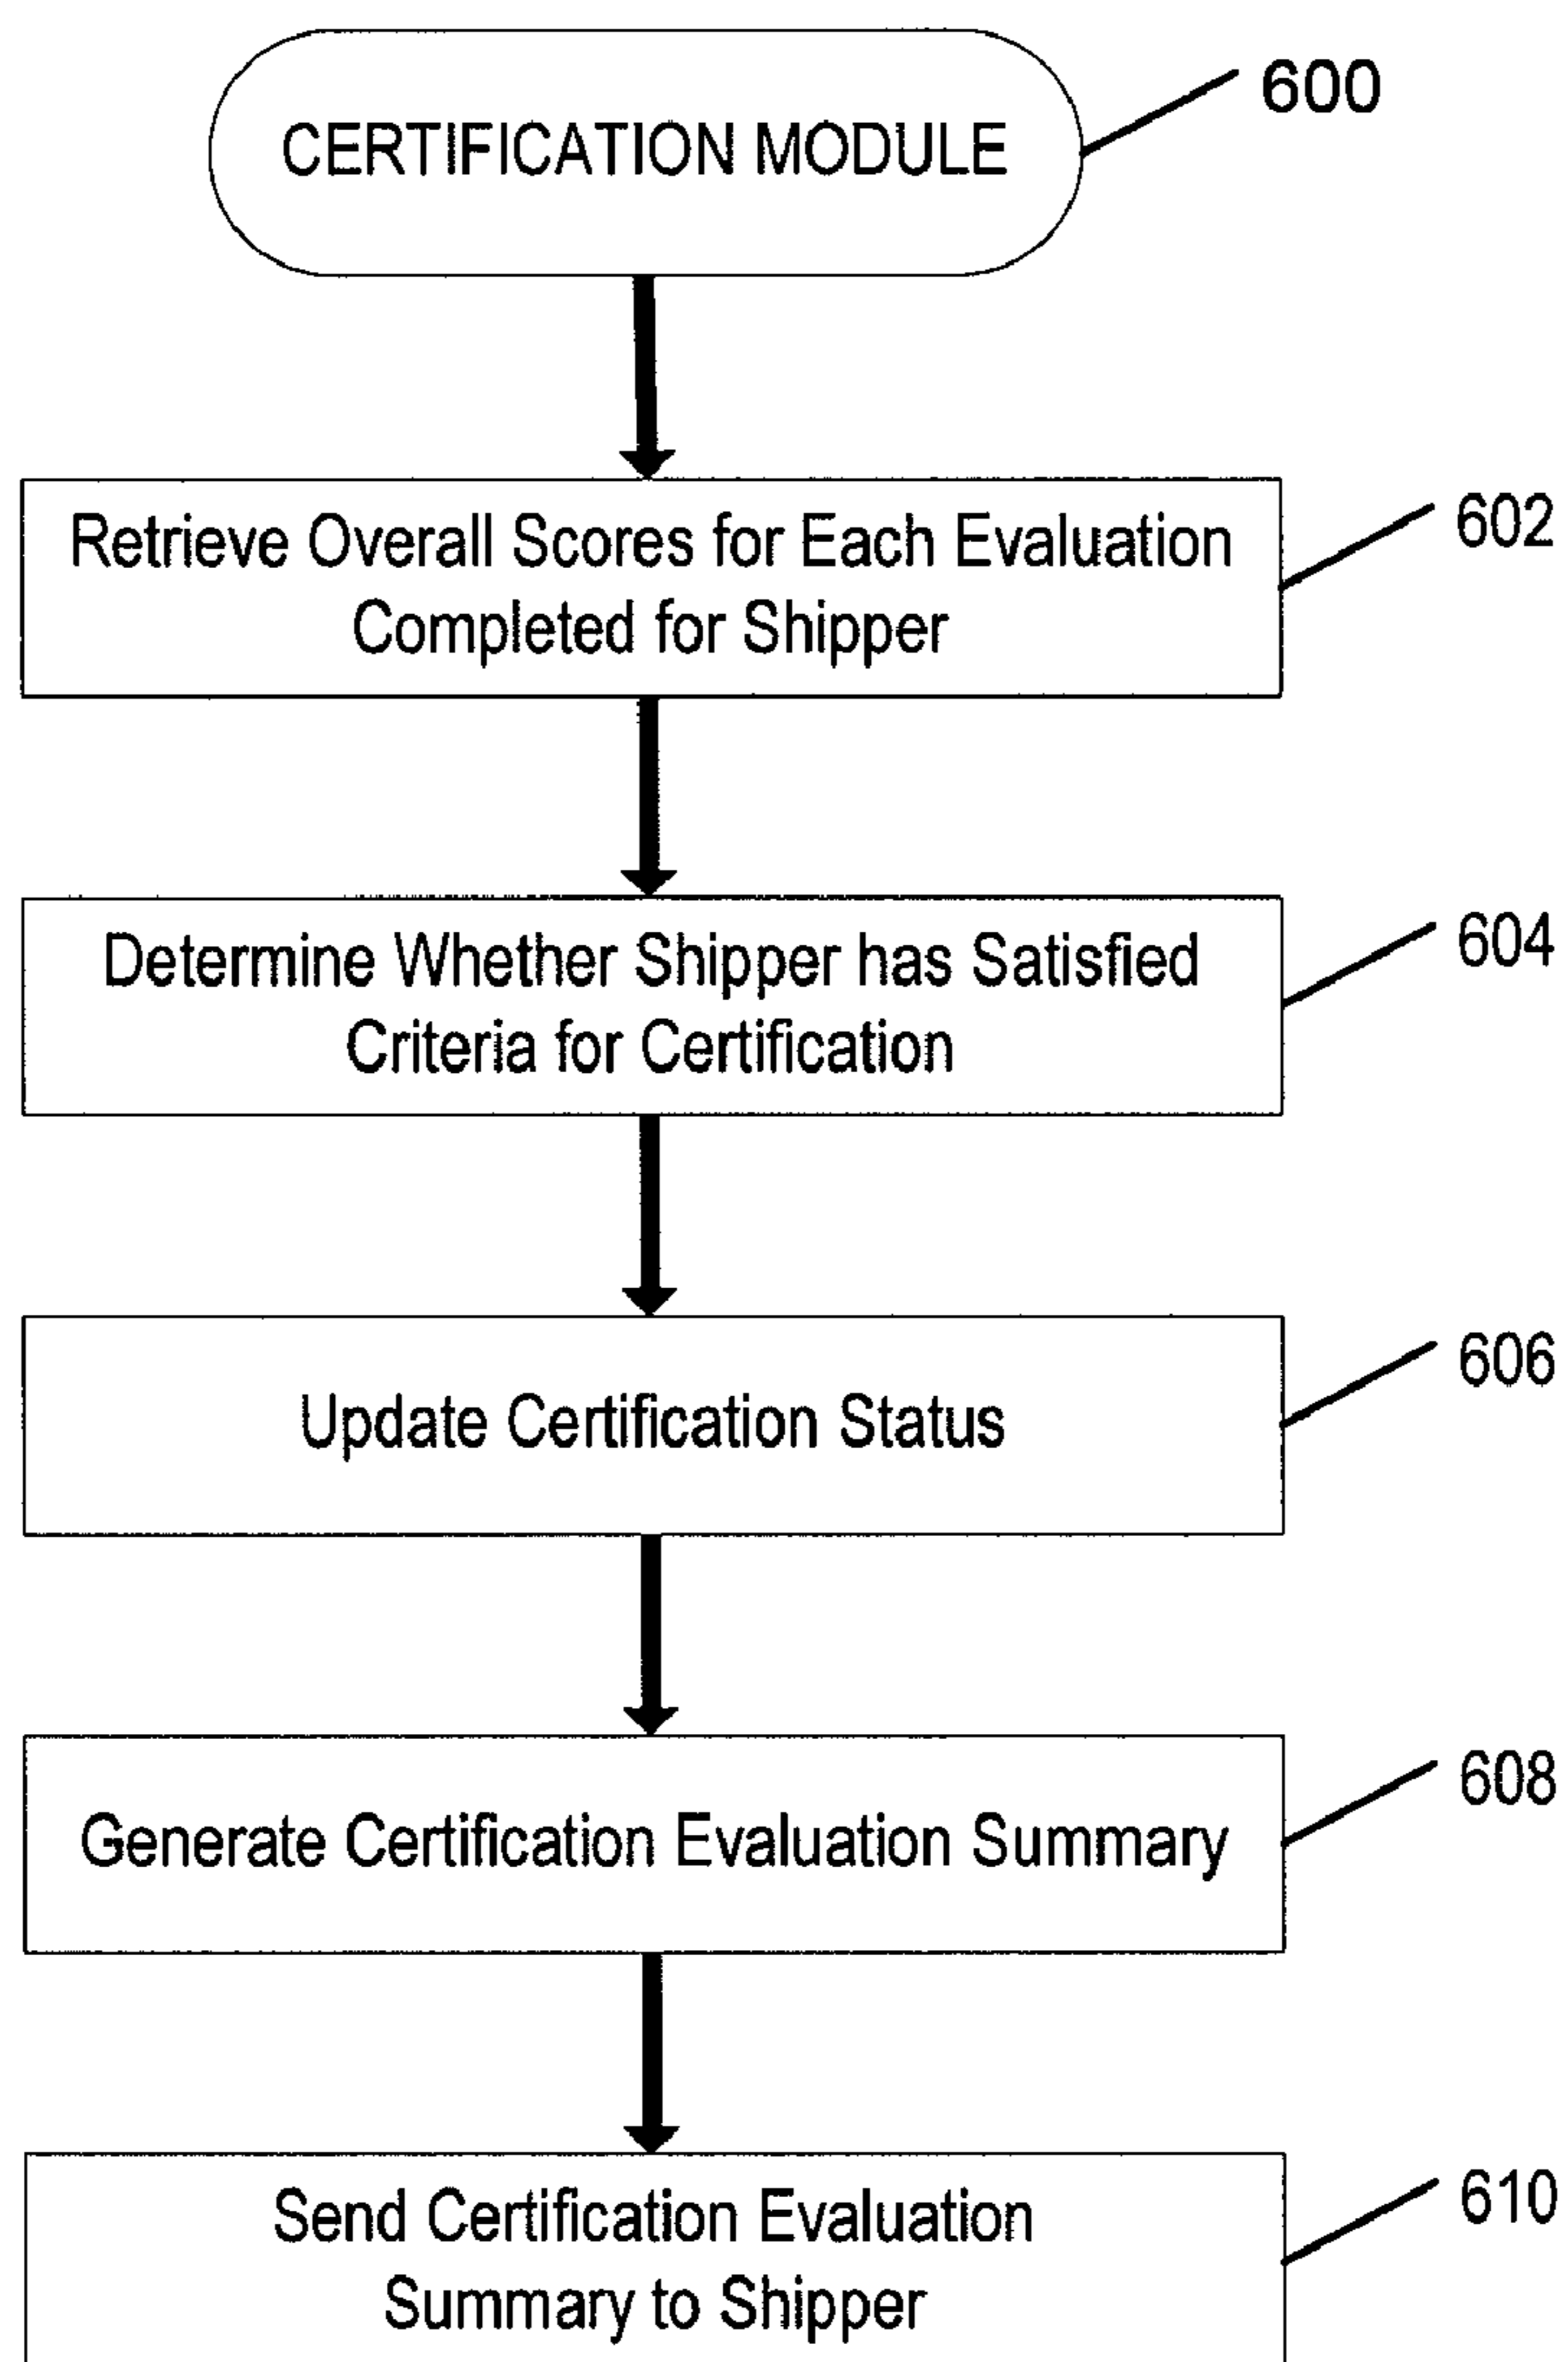 CERTIFICATION MODULE
600
Retrieve Overall Scores for Each Evaluation
Completed for Shipper
602
Determine Whether Shipper has Satisfied
Criteria for Certification
604
Update Certification Status
606
Generate Certification Evaluation Summary
608
Send Certification Evaluation
Summary to Shipper
610